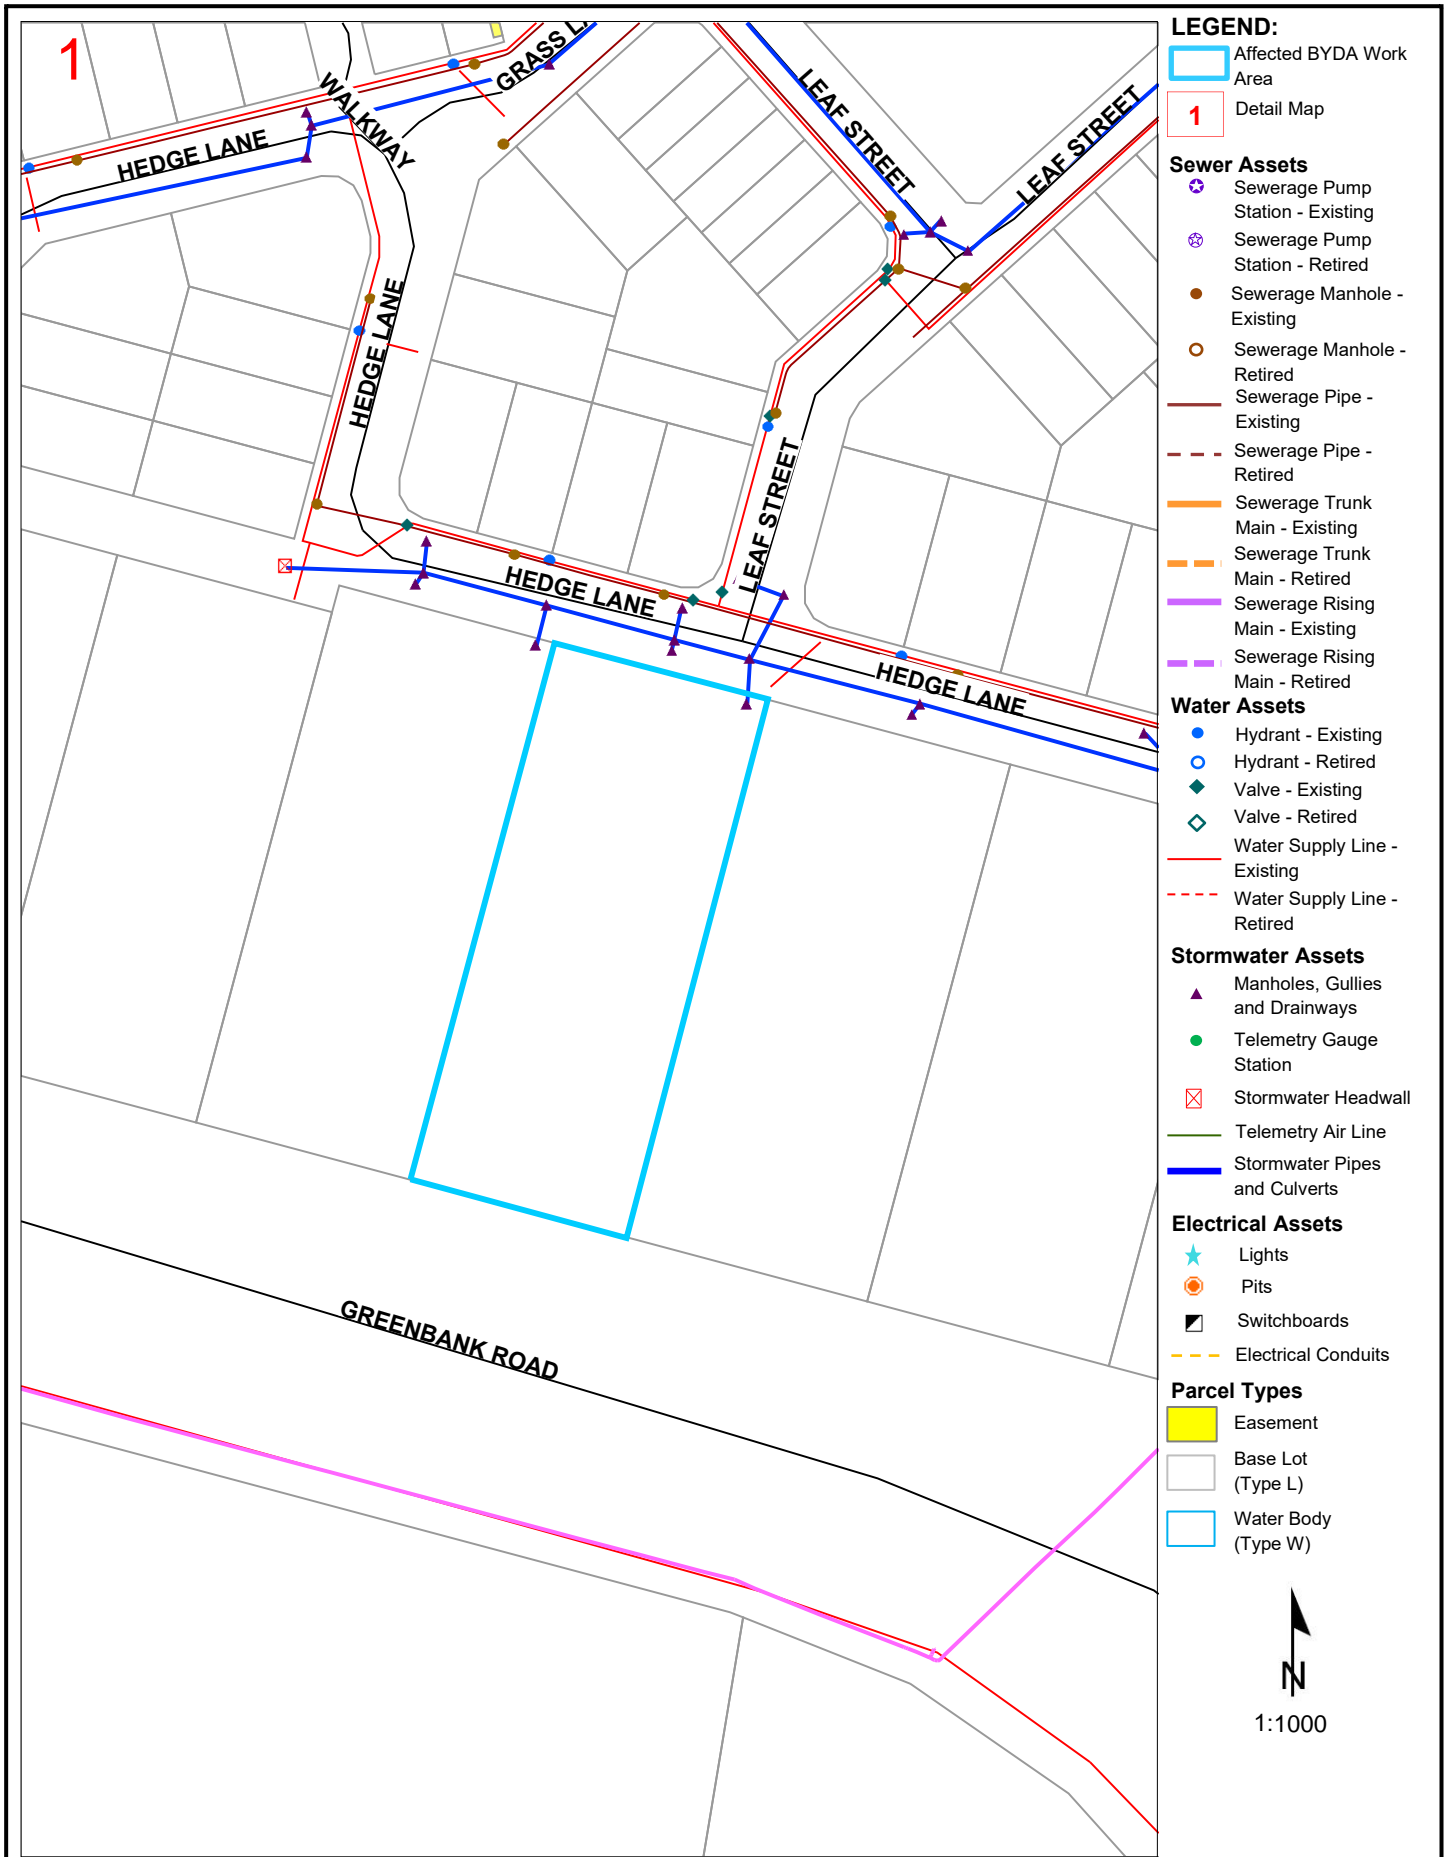 1
HEDGE LANE
WALKWAY
HEDGE LANE
LEAF STREET
LEAF STREET
HEDGE LANE
LEAF STREET
HEDGE LANE
HEDGE LANE
GREENBANK ROAD
LEGEND:
Affected BYDA Work
Area
1
Detail Map
Sewer Assets
Sewerage Pump
Station - Existing
Sewerage Pump
Station - Retired
Sewerage Manhole -
Existing
Sewerage Manhole -
Retired
Sewerage Pipe -
Existing
Sewerage Pipe -
Retired
Sewerage Trunk
Main - Existing
Sewerage Trunk
Main - Retired
Sewerage Rising
Main - Existing
Sewerage Rising
Main - Retired
Water Assets
Hydrant - Existing
Hydrant - Retired
Valve - Existing
Valve - Retired
Water Supply Line -
Existing
Water Supply Line -
Retired
Stormwater Assets
Manholes, Gullies
and Drainways
Telemetry Gauge
Station
Stormwater Headwall
Telemetry Air Line
Stormwater Pipes
and Culverts
Electrical Assets
Lights
Pits
Switchboards
Electrical Conduits
Parcel Types
Easement
Base Lot
(Type L)
Water Body
(Type W)
N
1:1000
GRASS